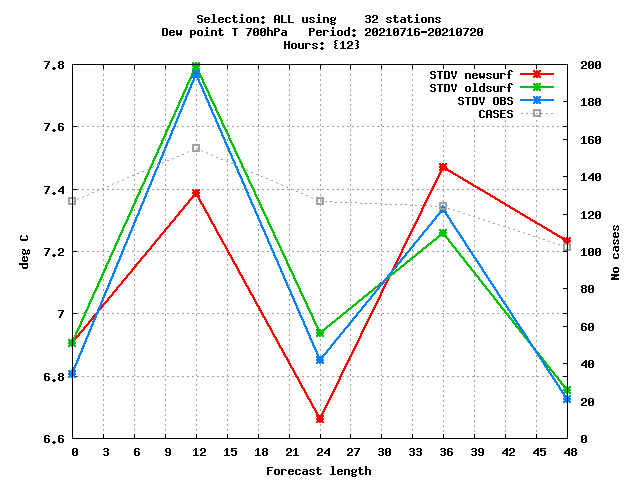 Selection: ALL using    32 stations
Dew point T 700hPa   Period: 20210716-20210720
Hours: {12}
STDV newsurf
STDV oldsurf
STDV OBS
CASES
7.8
7.6
7.4
7.2
7
6.8
6.6
deg C
200
180
160
140
120
100
80
60
40
20
0
No cases
0 3 6 9 12 15 18 21 24 27 30 33 36 39 42 45 48
Forecast length